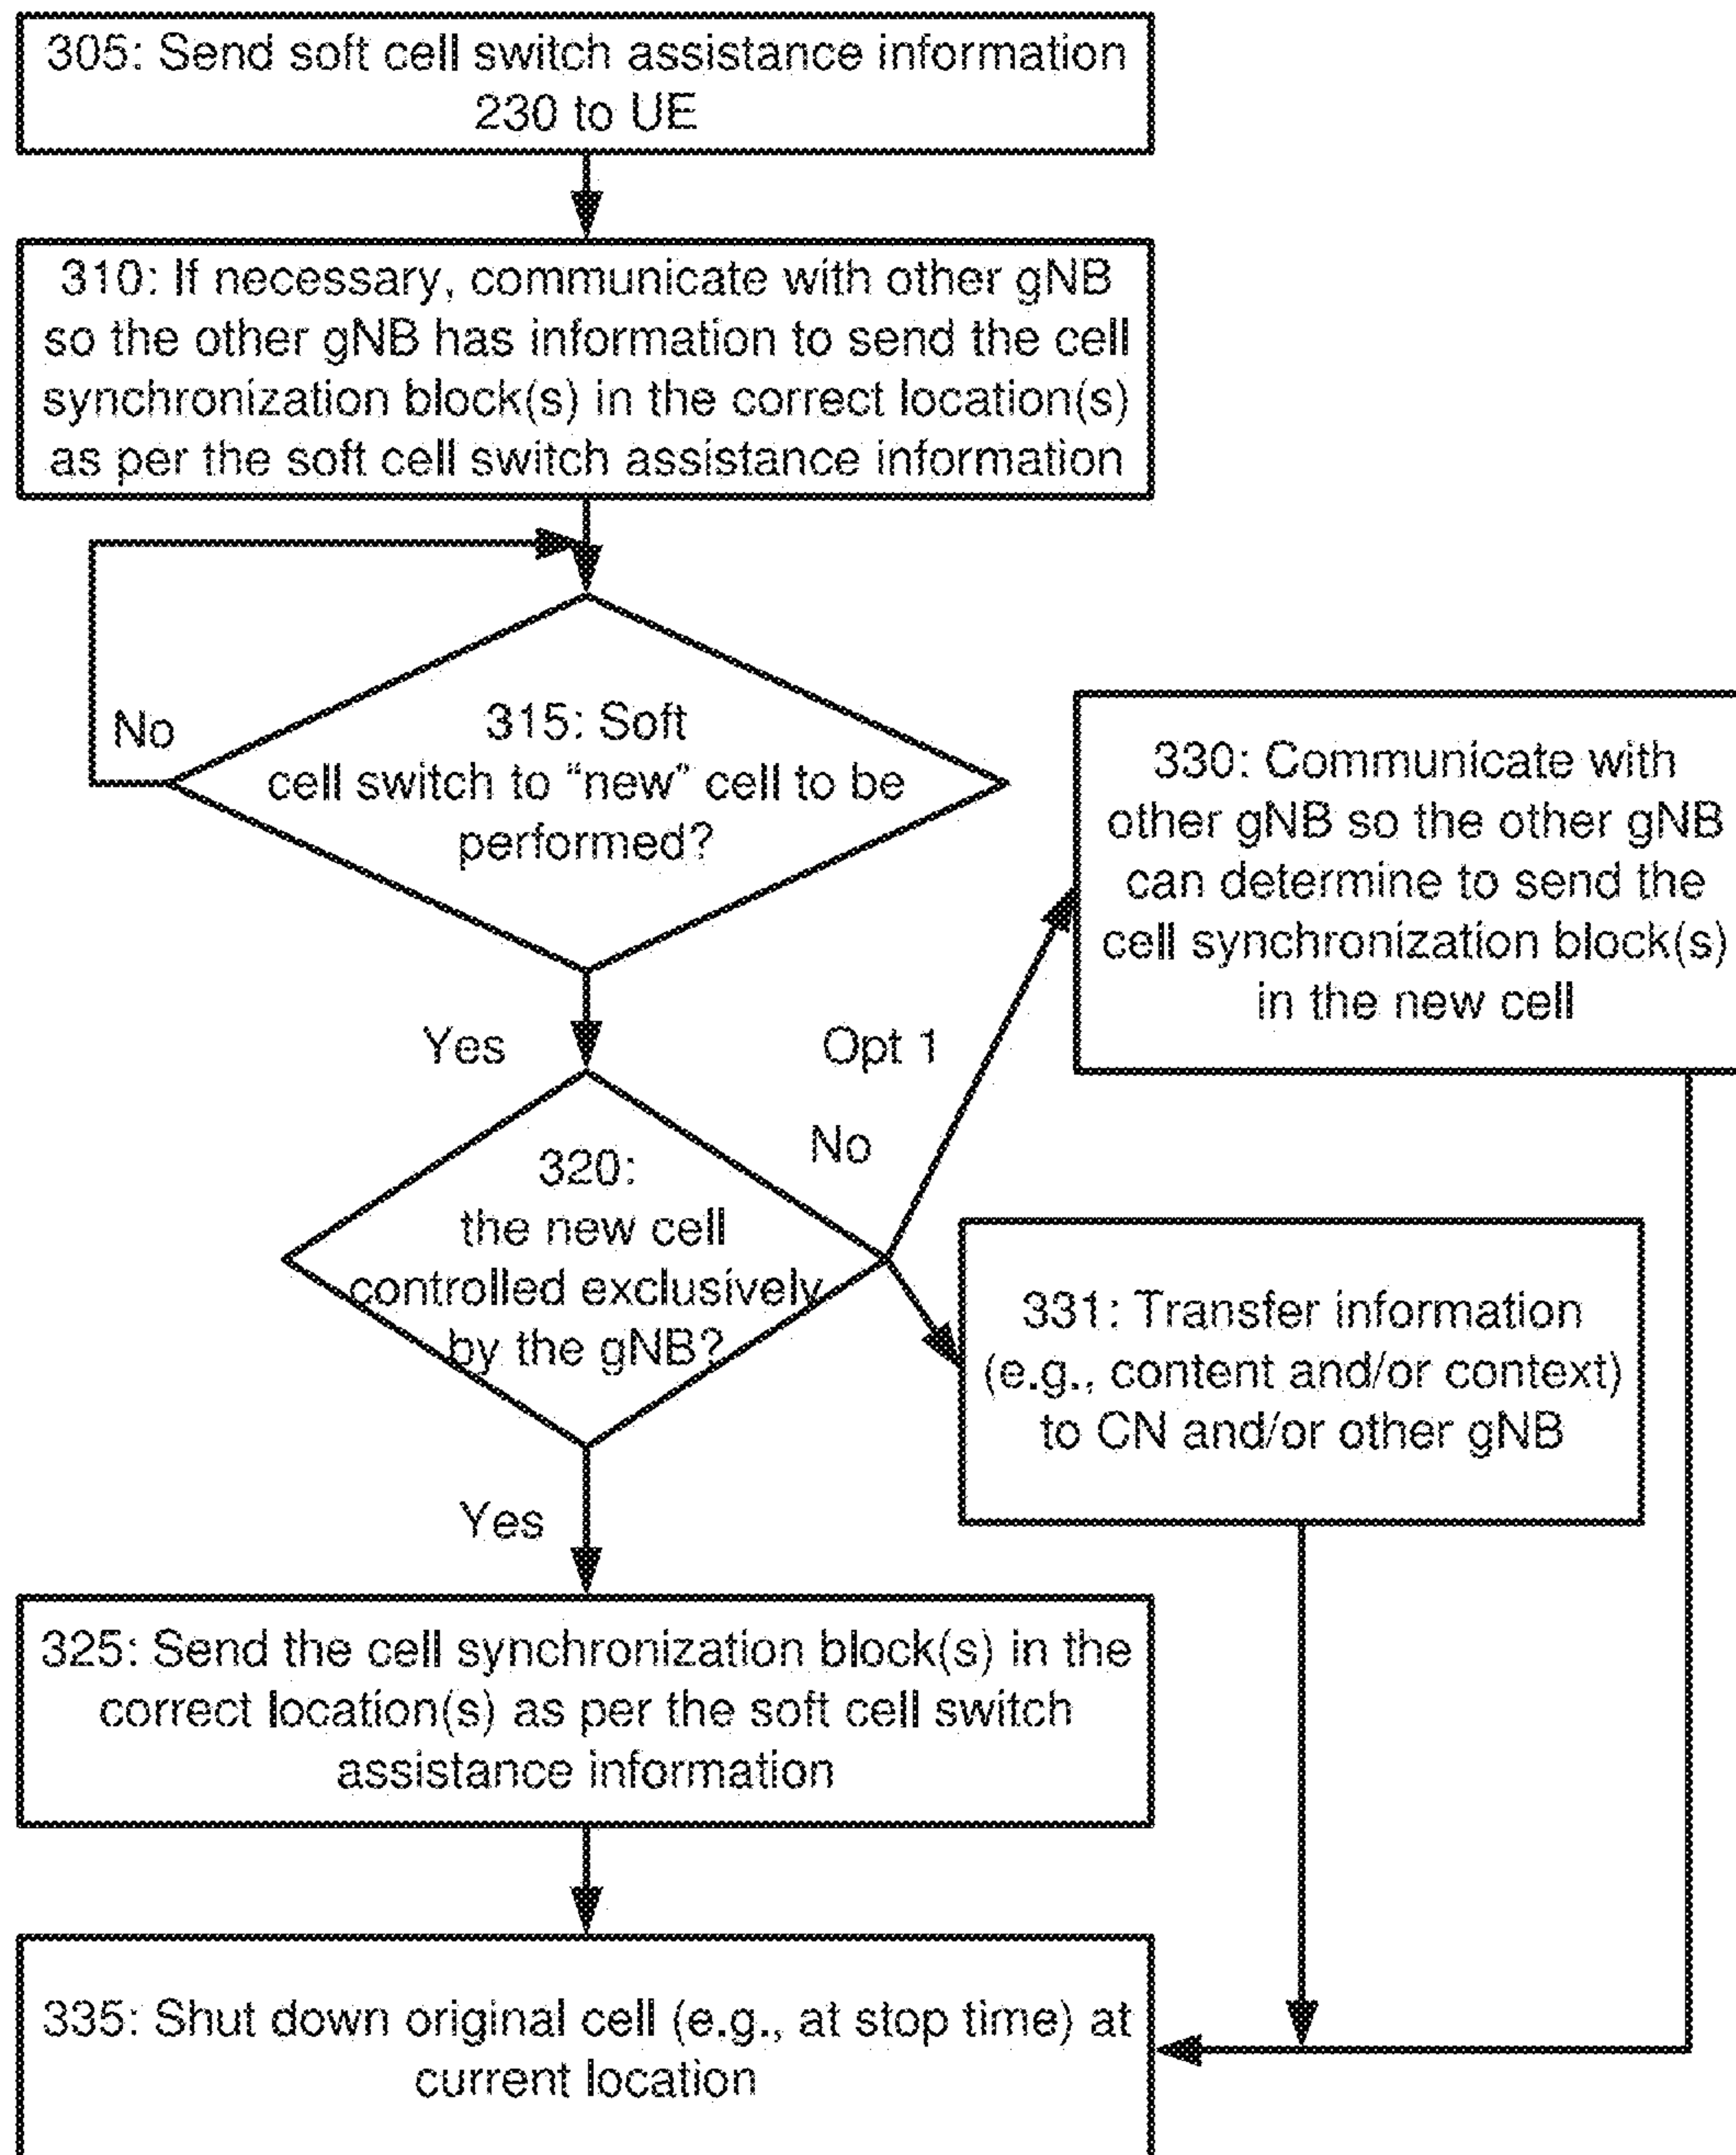 305: Send soft cell switch assistance information
230 to UE
310: If necessary, communicate with other gNB
so the other gNB has information to send the cell
synchronization block(s) in the correct location(s)
as per the soft cell switch assistance information
No
315: Soft
cell switch to "new" cell to be
performed?
330: Communicate with
other gNB so the other gNB
can determine to send the
cell synchronization block(s)
in the new cell
Yes
Opt 1
No
320:
the new cell
controlled exclusively
by the gNB?
331: Transfer information
(e.g., content and/or context)
to CN and/or other gNB
Yes
325: Send the cell synchronization block(s) in the
correct location(s) as per the soft cell switch
assistance information
335: Shut down original cell (e.g., at stop time) at
current location